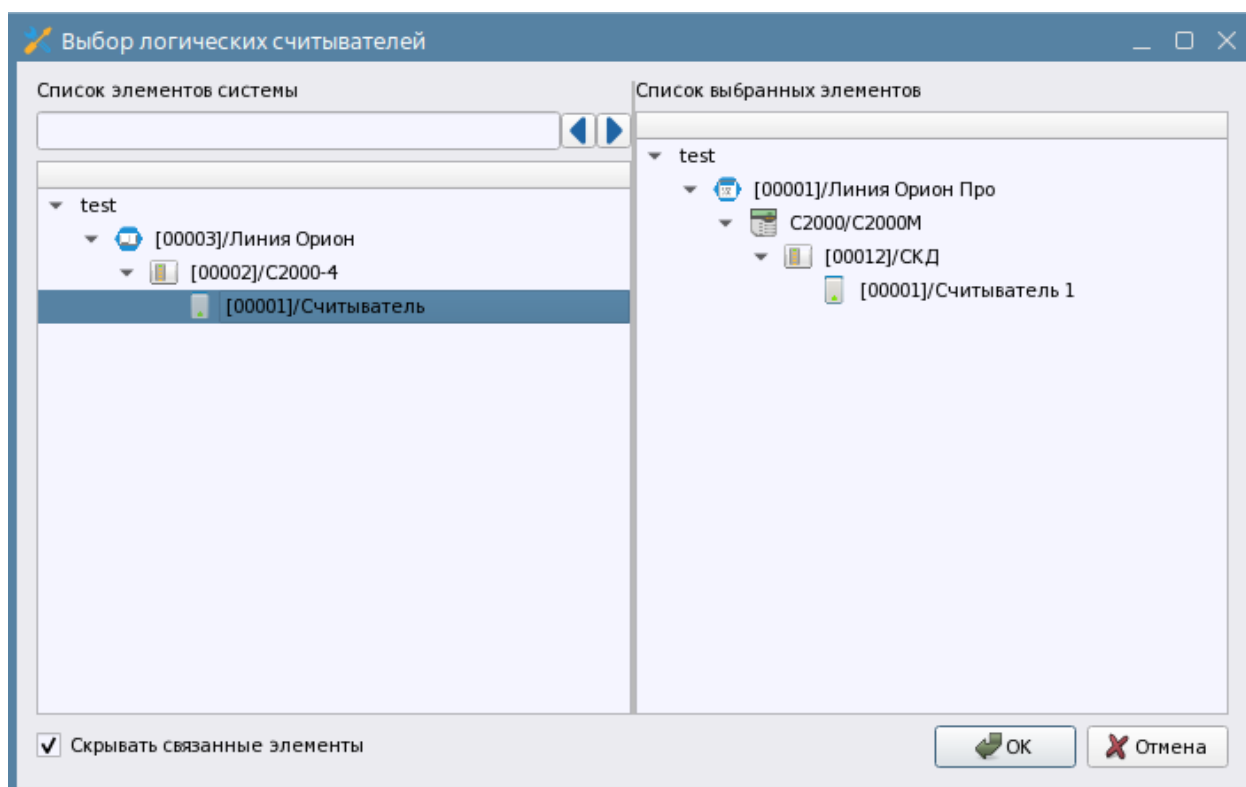 Выбор логических считывателей
Список элементов системы
test
[00003]/Линия Орион
[00002]/С2000-4
[00001]/Считыватель
Список выбранных элементов
test
[00001]/Линия Орион Про
С2000/С2000М
[00012]/СКД
[00001]/Считыватель 1
Скрывать связанные элементы
OK
Отмена